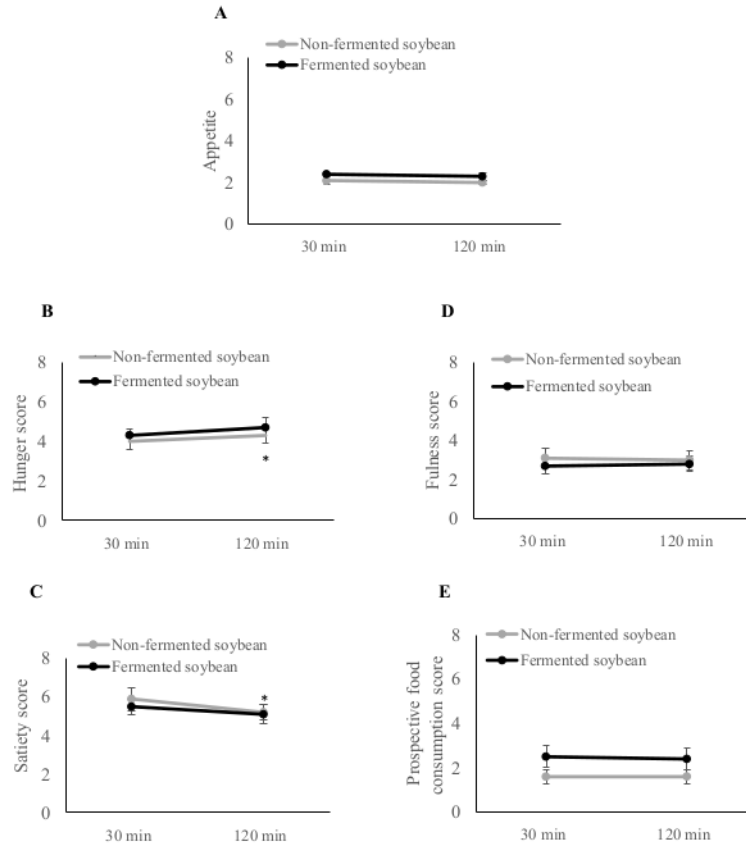 A
Non-fermented soybean
Fermented soybean
8
6
4
2
0
Appetite
30 min
120 min
B
Non-fermented soybean
Fermented soybean
8
6
4
2
0
Hunger score
*
30 min
120 min
D
Non-fermented soybean
Fermented soybean
8
6
4
2
0
Fulness score
30 min
120 min
C
Non-fermented soybean
Fermented soybean
8
6
4
2
0
Satiety score
*
30 min
120 min
E
Non-fermented soybean
Fermented soybean
8
6
4
2
0
Prospective food
consumption score
30 min
120 min